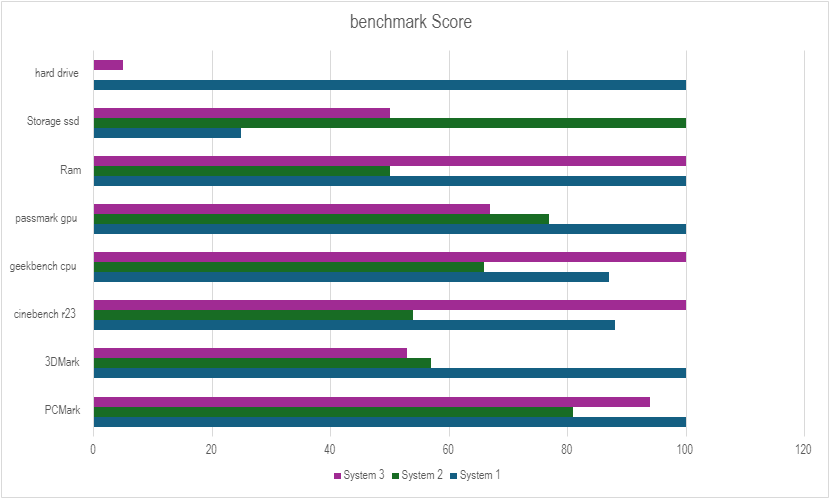 benchmark Score
hard drive
Storage ssd
Ram
passmark gpu
geekbench cpu
cinebench r23
3DMark
PCMark
0 20 40 60 80 100 120
System 3 System 2 System 1